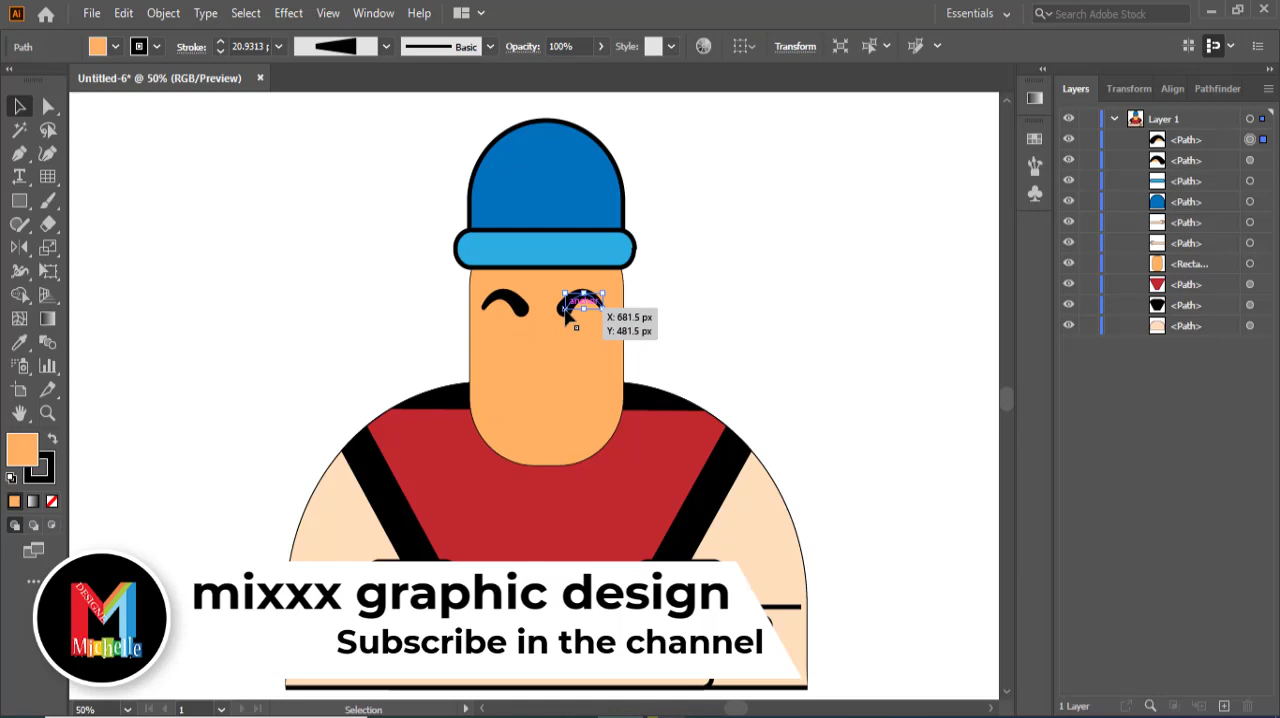 File Edit Object Type Select Effect View Window Help Essentials Search Adobe Stock
Path Stroke: 20.9313 p Basic Opacity: 100% Style: Transform
Untitled-6* @ 50% (RGB/Preview)
Layers Transform Align Pathfinder
Layer 1
<Path>
<Path>
<Path>
<Path>
<Path>
<Path>
<Recta...
<Path>
<Path>
<Path>
anchor
X: 681.5 px
Y: 481.5 px
DESIGNE
Michelle
mixxx graphic design
Subscribe in the channel
50% 1 Selection
1 Layer